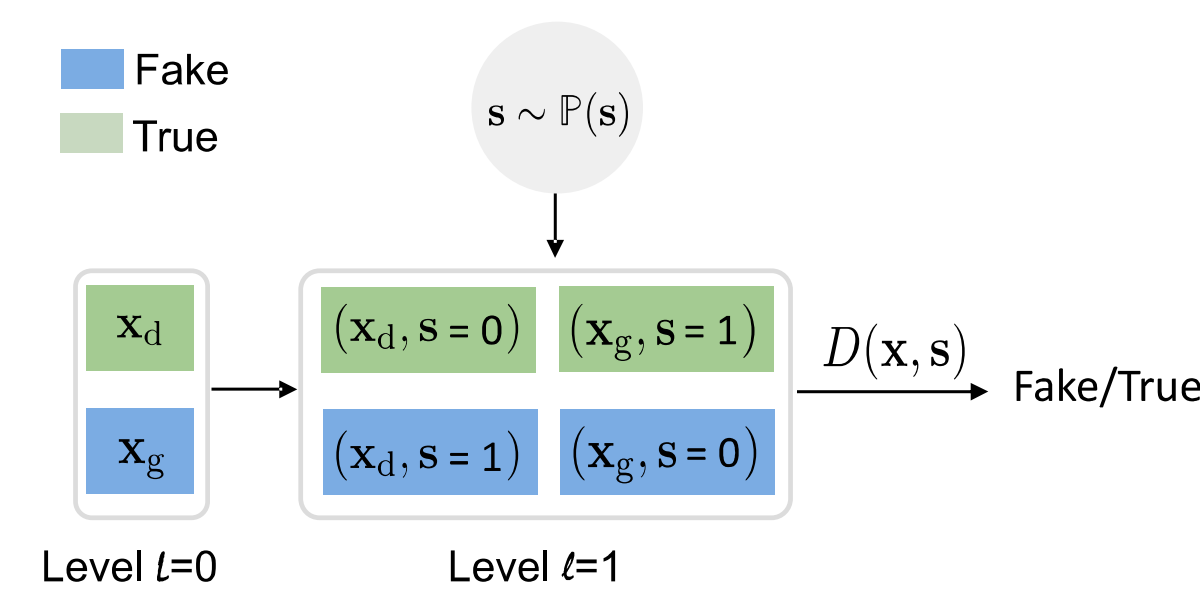 Fake
True
s ∼ ℙ(s)
x_d
x_g
(x_d, s = 0)
(x_g, s = 1)
(x_d, s = 1)
(x_g, s = 0)
D(x, s)
Fake/True
Level ℓ=0
Level ℓ=1